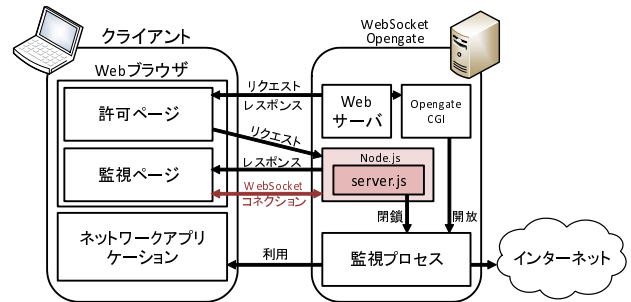 クライアント
WebSocket
Opengate
Webブラウザ
許可ページ
リクエスト
レスポンス
Web
サーバ
Opengate
CGI
リクエスト
監視ページ
レスポンス
WebSocket
コネクション
Node.js
server.js
閉鎖
開放
ネットワークアプリ
ケーション
利用
監視プロセス
インターネット